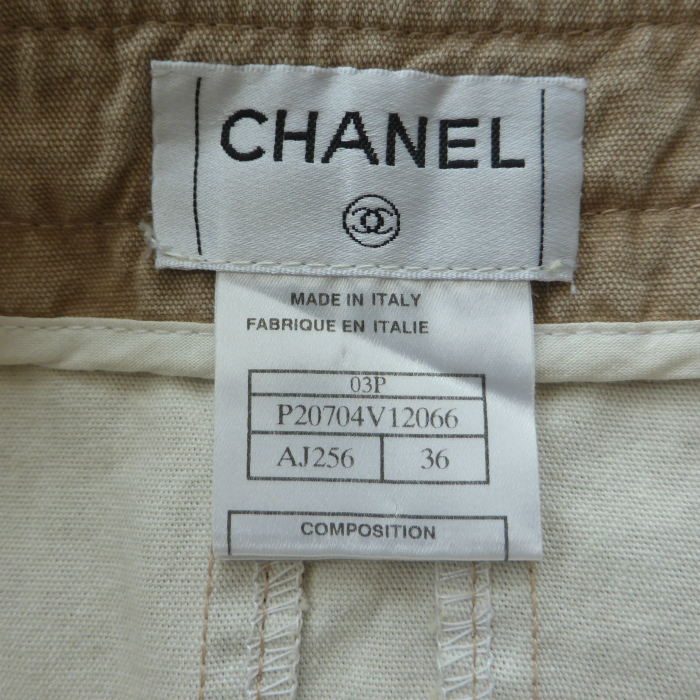 CHANEL
MADE IN ITALY
FABRIQUE EN ITALIE
03P
P20704V12066
AJ256 36
COMPOSITION